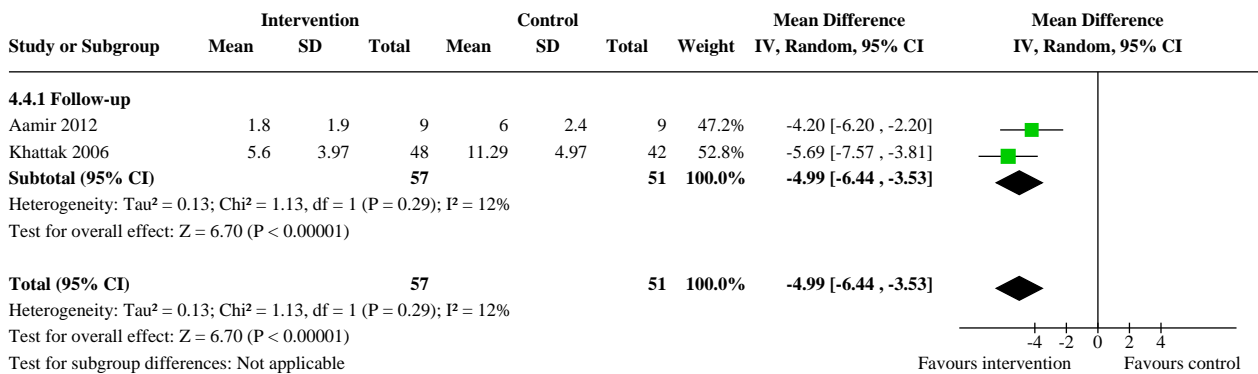 Intervention Control Mean Difference Mean Difference
Study or Subgroup Mean SD Total Mean SD Total Weight IV, Random, 95% CI IV, Random, 95% CI
4.4.1 Follow-up
Aamir 2012 1.8 1.9 9 6 2.4 9 47.2% -4.20 [-6.20 , -2.20]
Khattak 2006 5.6 3.97 48 11.29 4.97 42 52.8% -5.69 [-7.57 , -3.81]
Subtotal (95% CI) 57 51 100.0% -4.99 [-6.44 , -3.53]
Heterogeneity: Tau² = 0.13; Chi² = 1.13, df = 1 (P = 0.29); I² = 12%
Test for overall effect: Z = 6.70 (P < 0.00001)
Total (95% CI) 57 51 100.0% -4.99 [-6.44 , -3.53]
Heterogeneity: Tau² = 0.13; Chi² = 1.13, df = 1 (P = 0.29); I² = 12%
Test for overall effect: Z = 6.70 (P < 0.00001)
-4 -2 0 2 4
Test for subgroup differences: Not applicable Favours intervention Favours control